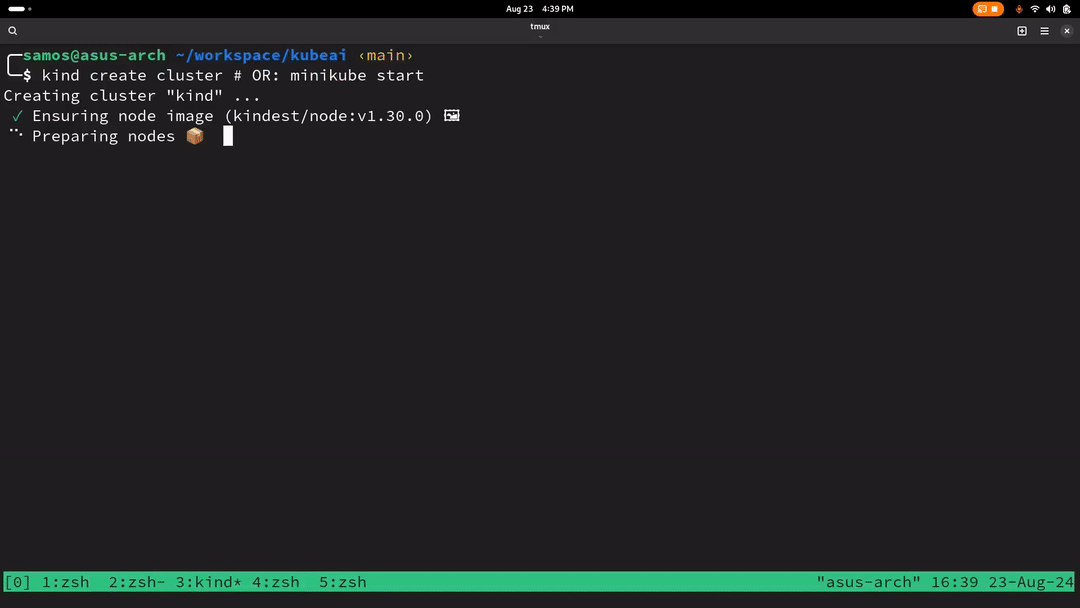 Aug 23 4:39 PM
tmux
samos@asus-arch ~/workspace/kubeai ‹main›
$ kind create cluster # OR: minikube start
Creating cluster "kind" ...
✓ Ensuring node image (kindest/node:v1.30.0) 🖼
Preparing nodes 📦
[0] 1:zsh 2:zsh- 3:kind* 4:zsh 5:zsh "asus-arch" 16:39 23-Aug-24